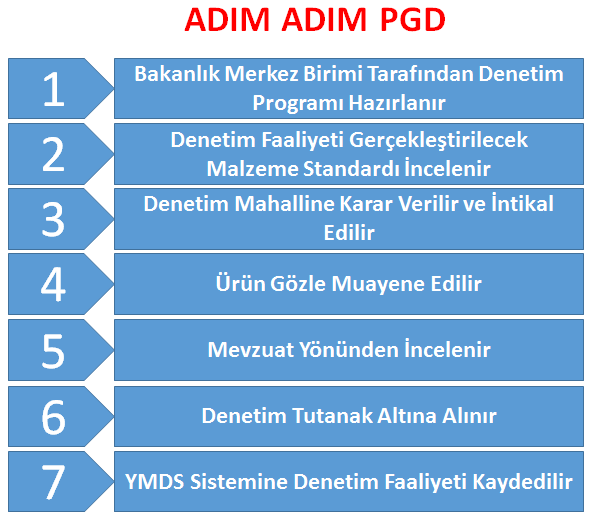 ADIM ADIM PGD
1
Bakanlık Merkez Birimi Tarafından Denetim
Programı Hazırlanır
2
Denetim Faaliyeti Gerçekleştirilecek
Malzeme Standardı İncelenir
3
Denetim Mahalline Karar Verilir ve İntikal
Edilir
4
Ürün Gözle Muayene Edilir
5
Mevzuat Yönünden İncelenir
6
Denetim Tutanak Altına Alınır
7
YMDS Sistemine Denetim Faaliyeti Kaydedilir